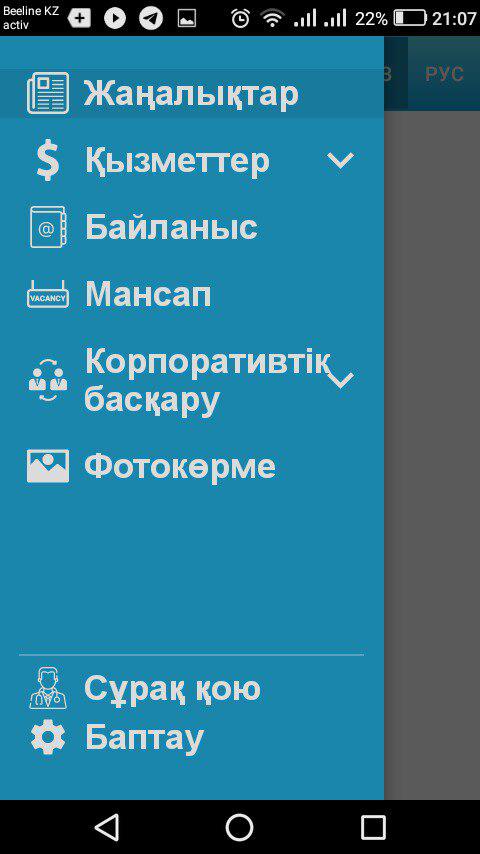 Beeline KZ
activ
22% 21:07
РУС
Жаңалықтар
Қызметтер
Байланыс
VACANCY
Мансап
Корпоративтік
басқару
Фотокөрме
Сұрақ қою
Баптау